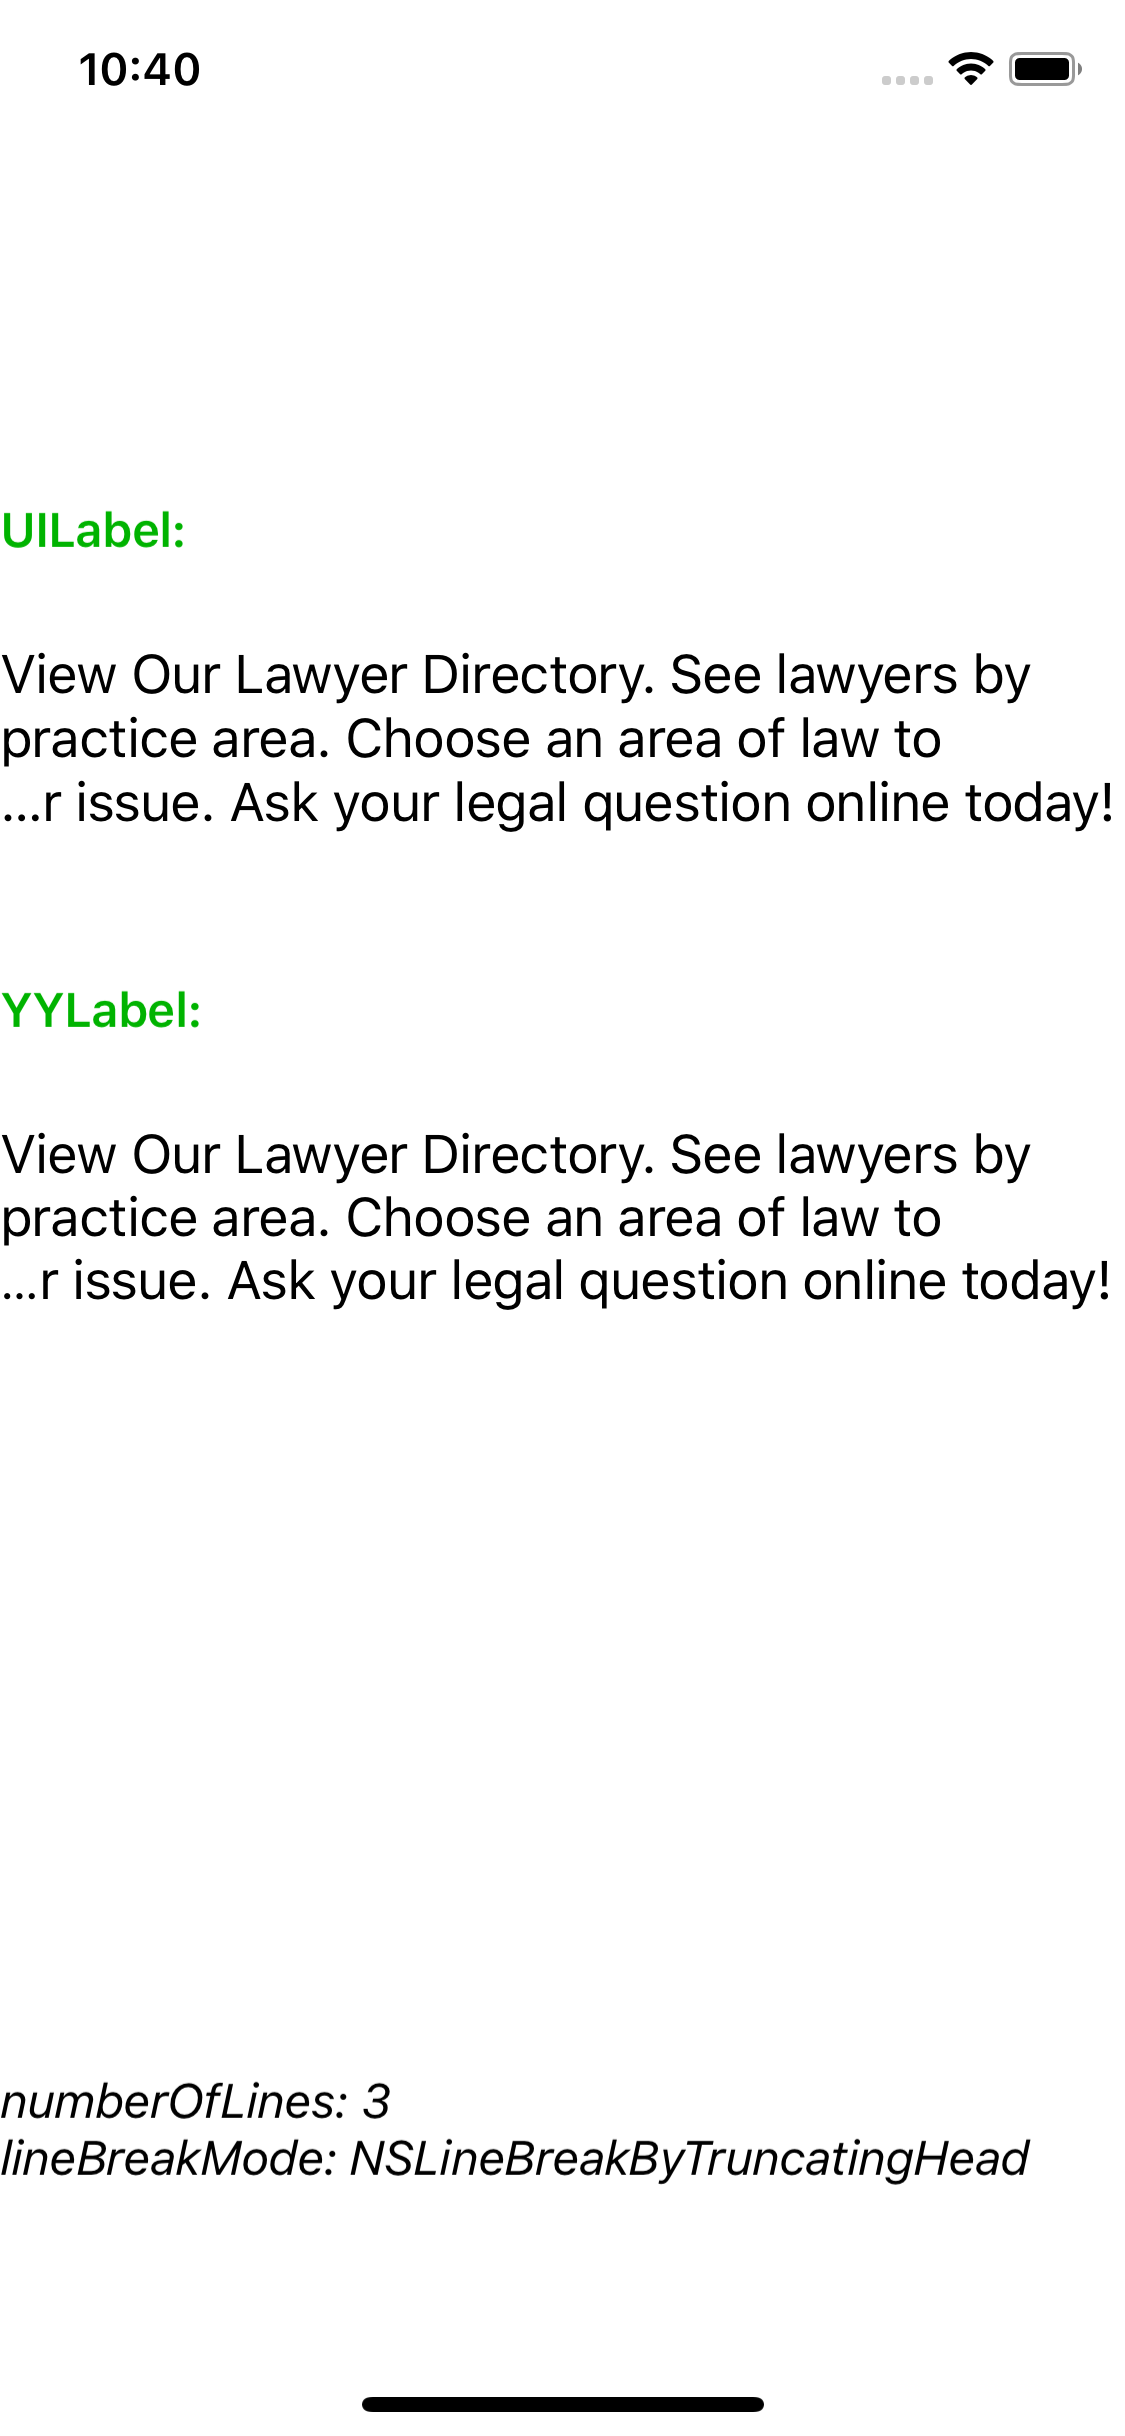 10:40
UILabel:
View Our Lawyer Directory. See lawyers by
practice area. Choose an area of law to
...r issue. Ask your legal question online today!
YYLabel:
View Our Lawyer Directory. See lawyers by
practice area. Choose an area of law to
...r issue. Ask your legal question online today!
numberOfLines: 3
lineBreakMode: NSLineBreakByTruncatingHead